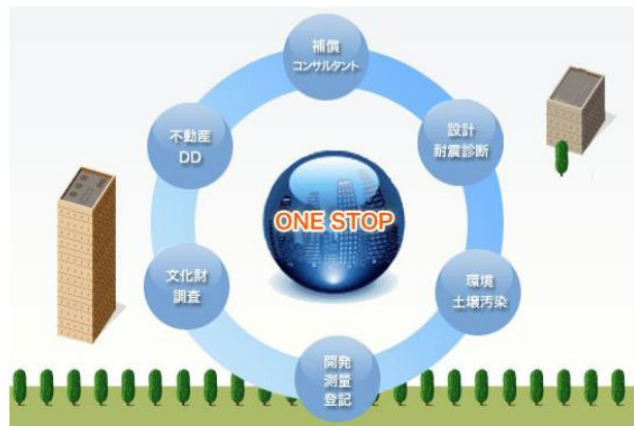 補償
コンサルタント
設計
耐震診断
環境
土壌汚染
開発
測量
登記
文化財
調査
不動産
DD
ONE STOP